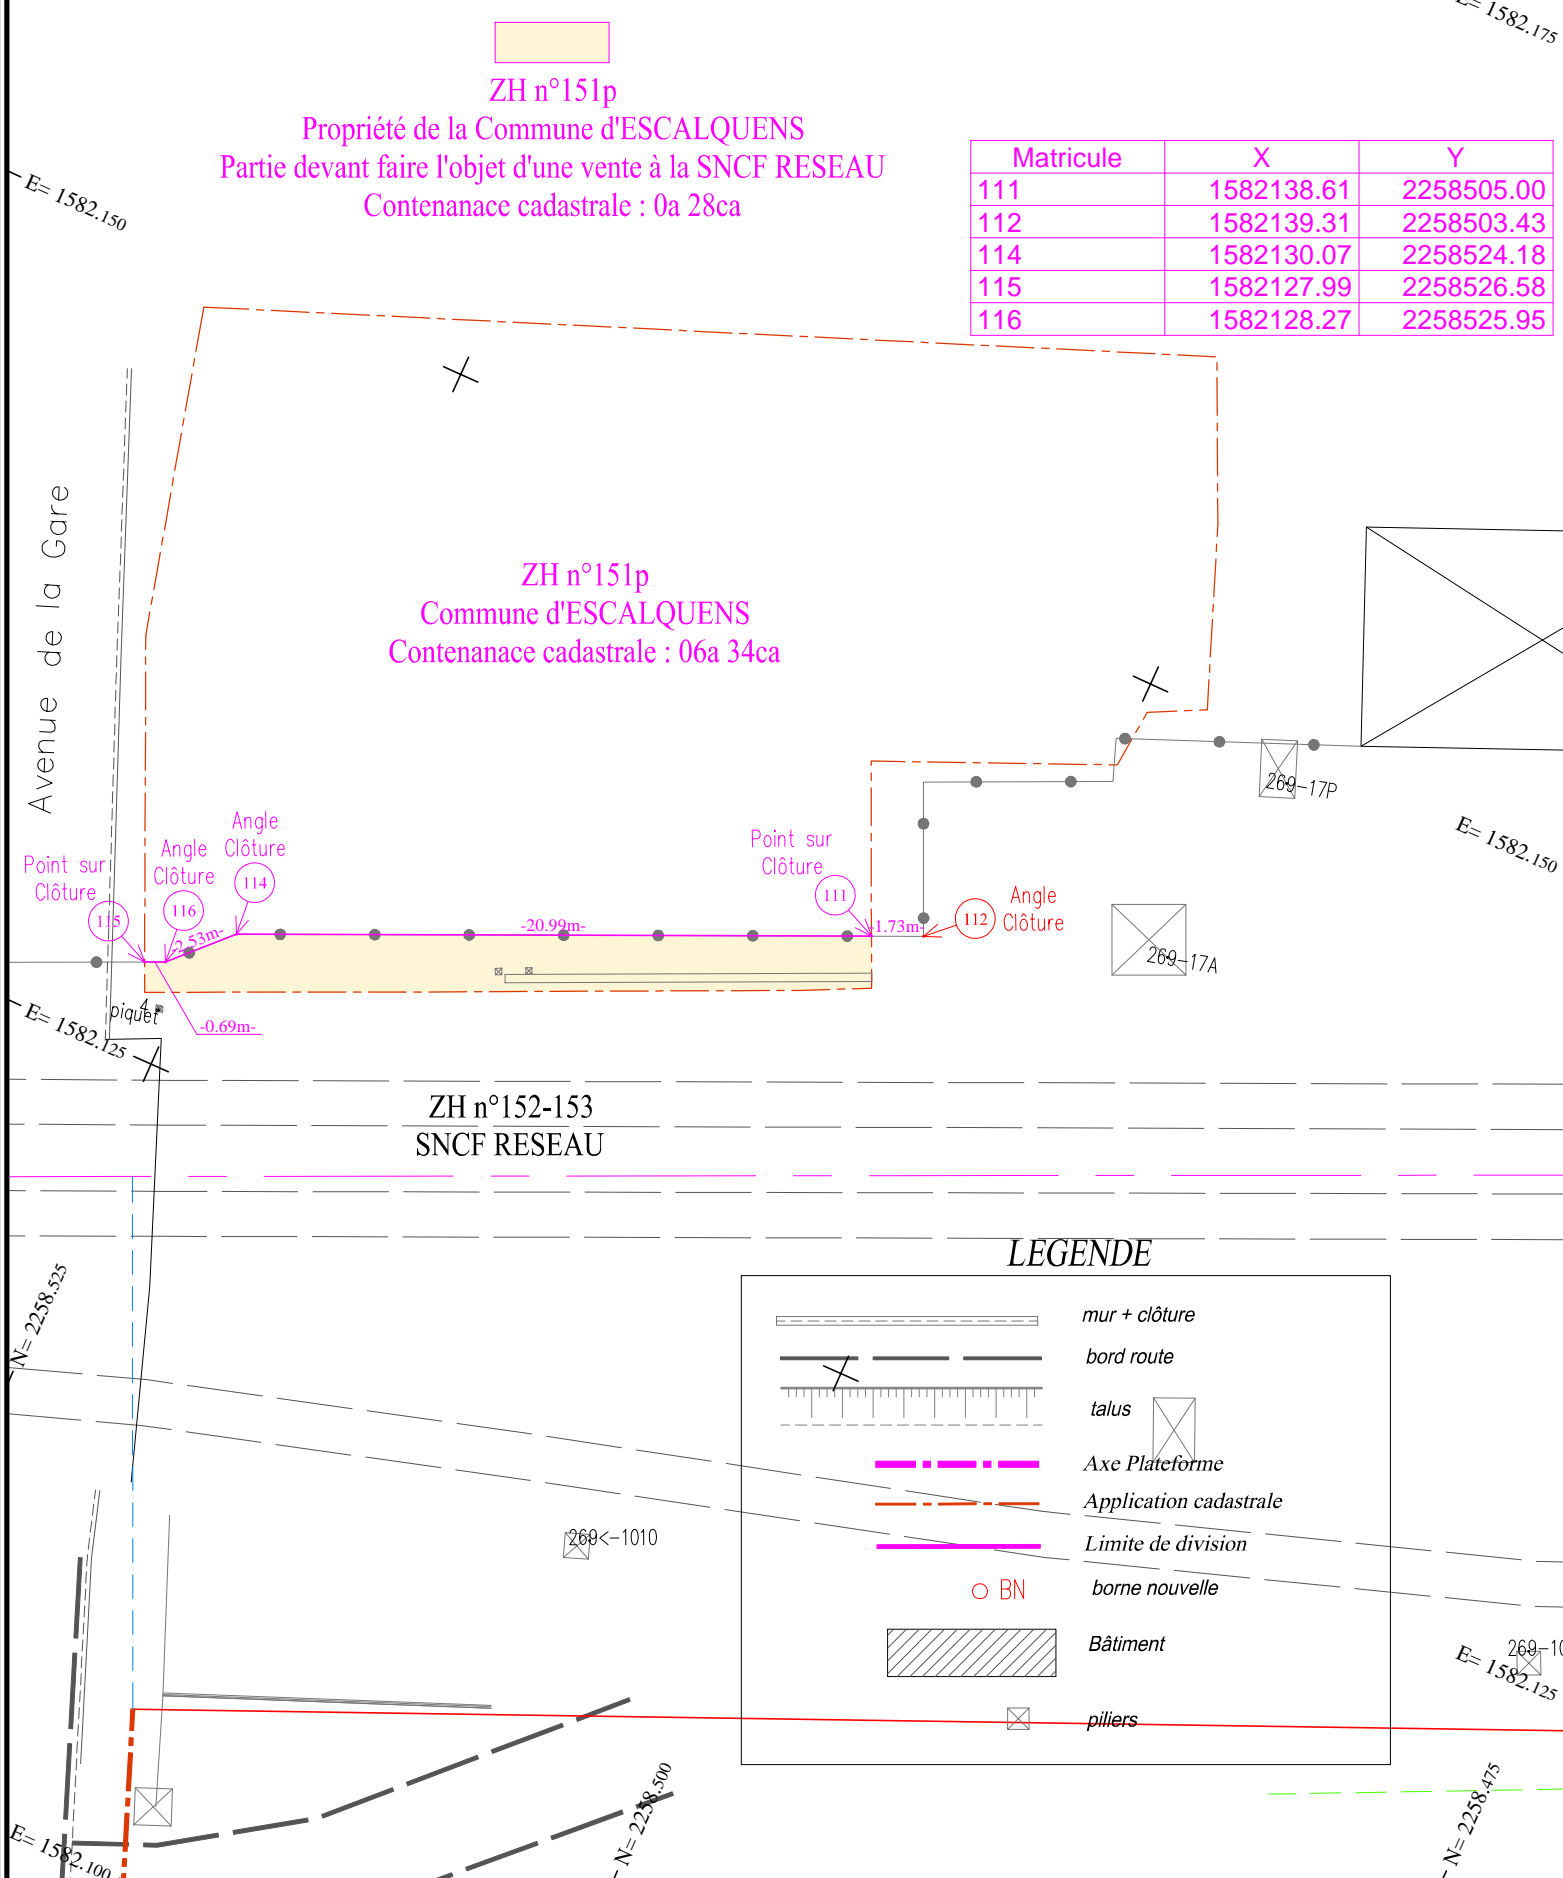 E= 1582.175
ZH n°151p
Propriété de la Commune d'ESCALQUENS
Partie devant faire l'objet d'une vente à la SNCF RESEAU
Contenanace cadastrale : 0a 28ca
E= 1582.150
Matricule X Y
111 1582138.61 2258505.00
112 1582139.31 2258503.43
114 1582130.07 2258524.18
115 1582127.99 2258526.58
116 1582128.27 2258525.95
Avenue de la Gare
ZH n°151p
Commune d'ESCALQUENS
Contenanace cadastrale : 06a 34ca
269-17P
E= 1582.150
Angle
Clôture
114
Angle
Clôture
116
Point sur
Clôture
115
Point sur
Clôture
111
Angle
Clôture
112
-2.53m-
-20.99m-
-1.73m-
269-17A
4
piquet
-0.69m-
E= 1582.125
ZH n°152-153
SNCF RESEAU
N= 2258.525
LEGENDE
mur + clôture
bord route
talus
Axe Plateforme
Application cadastrale
Limite de division
BN borne nouvelle
Bâtiment
piliers
269<-1010
269-10
E= 1582.125
E= 1582.100
N= 2258.500
N= 2258.475